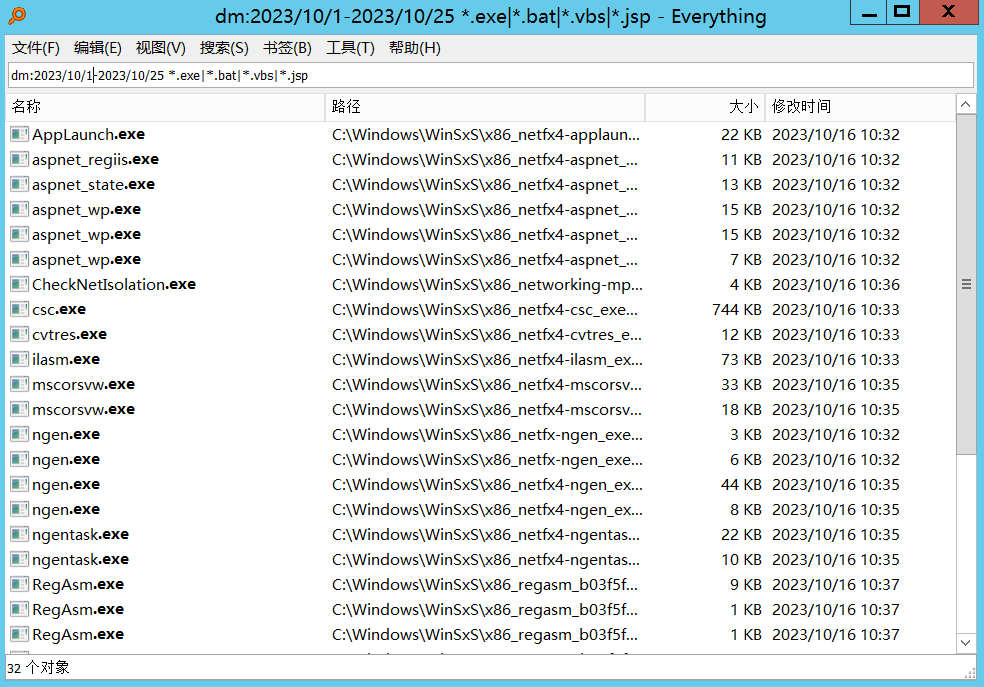 dm:2023/10/1-2023/10/25 *.exe|*.bat|*.vbs|*.jsp - Everything
文件(F) 编辑(E) 视图(V) 搜索(S) 书签(B) 工具(T) 帮助(H)
dm:2023/10/1-2023/10/25 *.exe|*.bat|*.vbs|*.jsp
名称 路径 大小 修改时间
AppLaunch.exe C:\Windows\WinSxS\x86_netfx4-applaun... 22 KB 2023/10/16 10:32
aspnet_regiis.exe C:\Windows\WinSxS\x86_netfx4-aspnet_... 11 KB 2023/10/16 10:32
aspnet_state.exe C:\Windows\WinSxS\x86_netfx4-aspnet_... 13 KB 2023/10/16 10:32
aspnet_wp.exe C:\Windows\WinSxS\x86_netfx4-aspnet_... 15 KB 2023/10/16 10:32
aspnet_wp.exe C:\Windows\WinSxS\x86_netfx4-aspnet_... 15 KB 2023/10/16 10:32
aspnet_wp.exe C:\Windows\WinSxS\x86_netfx4-aspnet_... 7 KB 2023/10/16 10:32
CheckNetIsolation.exe C:\Windows\WinSxS\x86_networking-mp... 4 KB 2023/10/16 10:36
csc.exe C:\Windows\WinSxS\x86_netfx4-csc_exe... 744 KB 2023/10/16 10:33
cvtres.exe C:\Windows\WinSxS\x86_netfx4-cvtres_e... 12 KB 2023/10/16 10:33
ilasm.exe C:\Windows\WinSxS\x86_netfx4-ilasm_ex... 73 KB 2023/10/16 10:33
mscorsvw.exe C:\Windows\WinSxS\x86_netfx4-mscorsv... 33 KB 2023/10/16 10:35
mscorsvw.exe C:\Windows\WinSxS\x86_netfx4-mscorsv... 18 KB 2023/10/16 10:35
ngen.exe C:\Windows\WinSxS\x86_netfx-ngen_exe... 3 KB 2023/10/16 10:32
ngen.exe C:\Windows\WinSxS\x86_netfx-ngen_exe... 6 KB 2023/10/16 10:32
ngen.exe C:\Windows\WinSxS\x86_netfx4-ngen_ex... 44 KB 2023/10/16 10:35
ngen.exe C:\Windows\WinSxS\x86_netfx4-ngen_ex... 8 KB 2023/10/16 10:35
ngentask.exe C:\Windows\WinSxS\x86_netfx4-ngentas... 22 KB 2023/10/16 10:35
ngentask.exe C:\Windows\WinSxS\x86_netfx4-ngentas... 10 KB 2023/10/16 10:35
RegAsm.exe C:\Windows\WinSxS\x86_regasm_b03f5f... 9 KB 2023/10/16 10:37
RegAsm.exe C:\Windows\WinSxS\x86_regasm_b03f5f... 1 KB 2023/10/16 10:37
RegAsm.exe C:\Windows\WinSxS\x86_regasm_b03f5f... 1 KB 2023/10/16 10:37
32 个对象